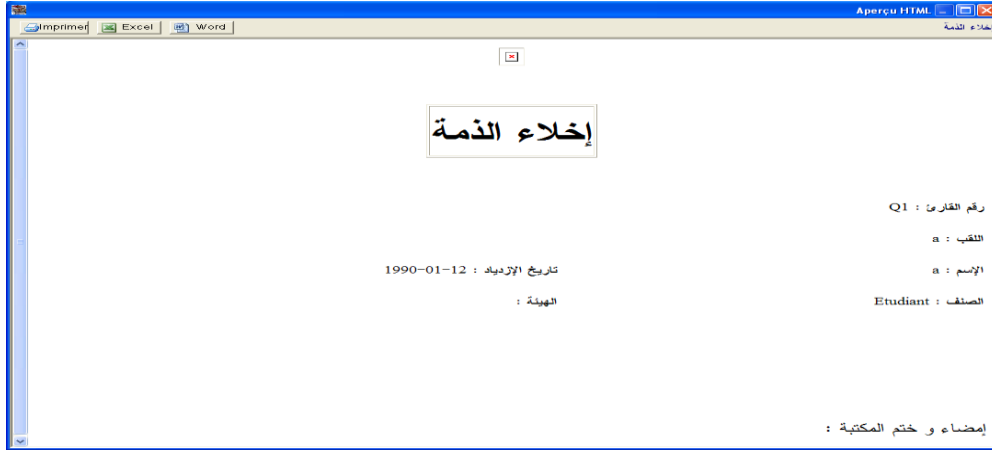 Aperçu HTML
Imprimer Excel Word إخلاء الذمة
إخلاء الذمة
رقم القارئ : Q1
اللقب : a
الإسم : a تاريخ الإزدياد : 1990-01-12
الصنف : Etudiant الهيئة :
إمضاء و ختم المكتبة :